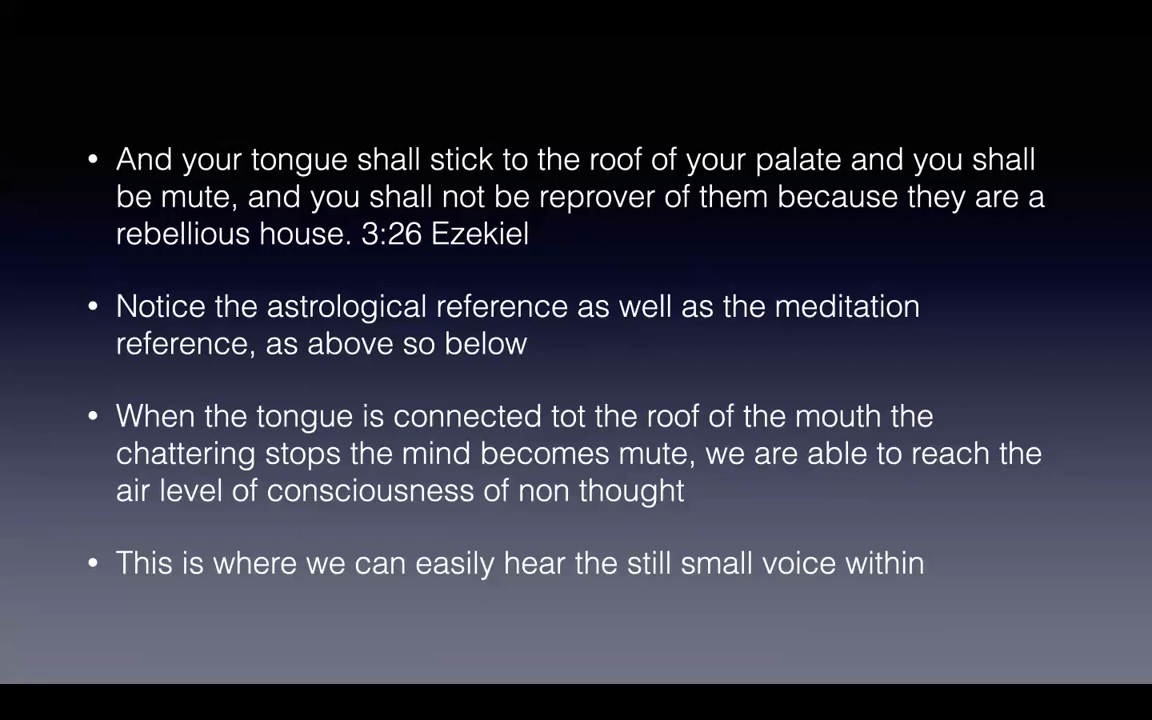 • And your tongue shall stick to the roof of your palate and you shall
be mute, and you shall not be reprover of them because they are a
rebellious house. 3:26 Ezekiel
• Notice the astrological reference as well as the meditation
reference, as above so below
• When the tongue is connected tot the roof of the mouth the
chattering stops the mind becomes mute, we are able to reach the
air level of consciousness of non thought
• This is where we can easily hear the still small voice within